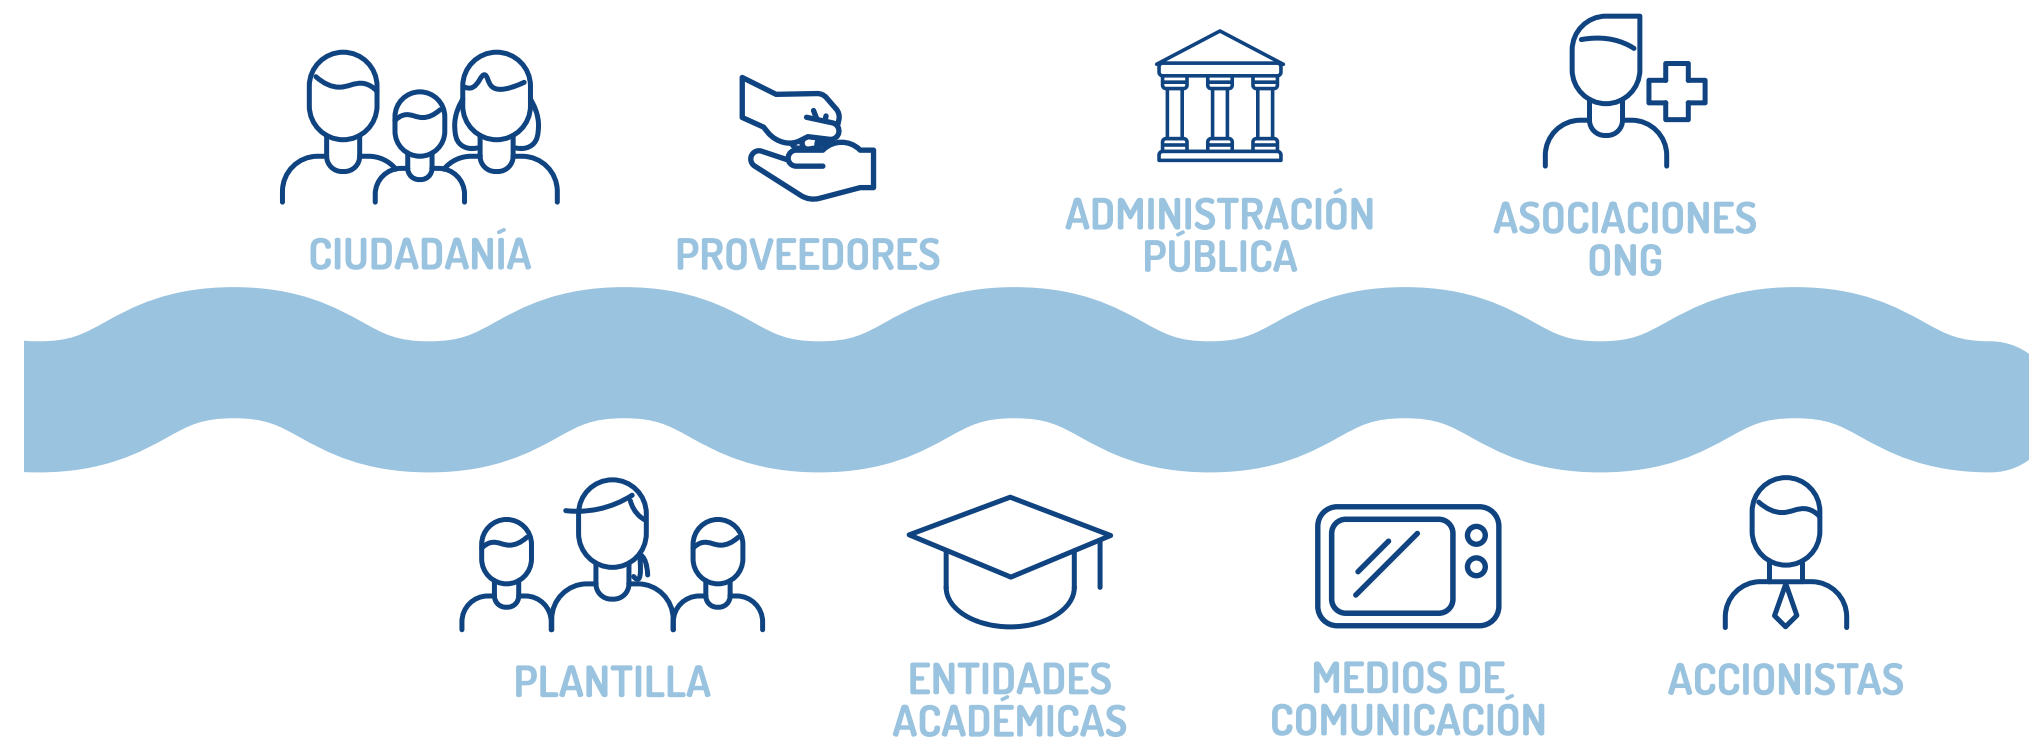 CIUDADANÍA
PROVEEDORES
ADMINISTRACIÓN
PÚBLICA
ASOCIACIONES
ONG
PLANTILLA
ENTIDADES
ACADÉMICAS
MEDIOS DE
COMUNICACIÓN
ACCIONISTAS